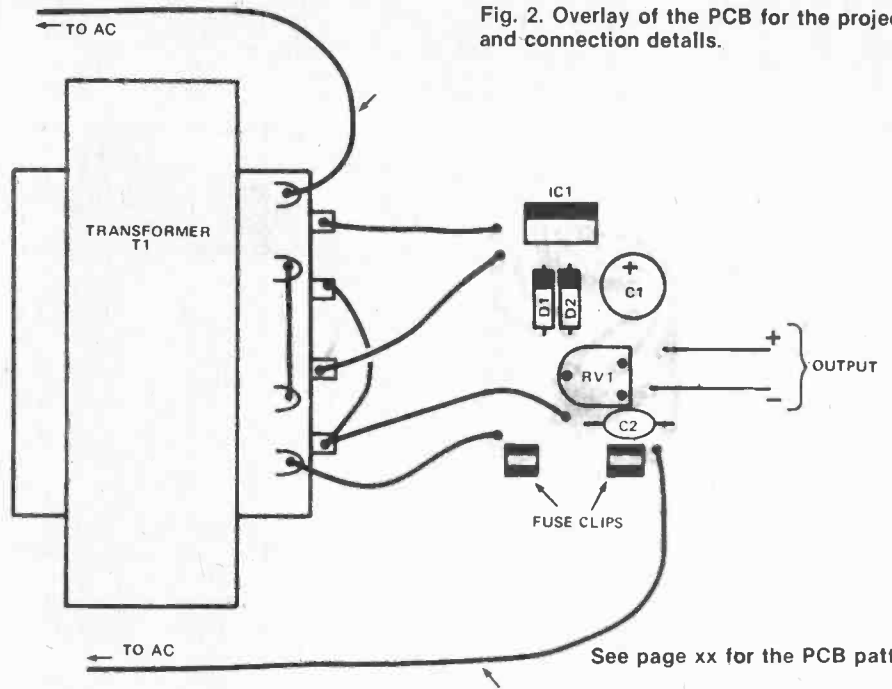 Fig. 2. Overlay of the PCB for the projec
and connection details.
TO AC
TRANSFORMER
T1
IC1
D1
D2
+
C1
RV1
C2
+
OUTPUT
−
FUSE CLIPS
TO AC
See page xx for the PCB patt